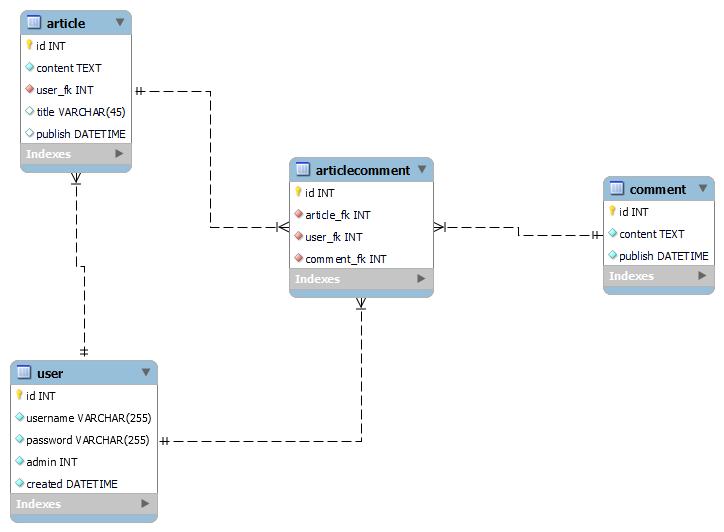 article
id INT
content TEXT
user_fk INT
title VARCHAR(45)
publish DATETIME
Indexes
articlecomment
id INT
article_fk INT
user_fk INT
comment_fk INT
Indexes
comment
id INT
content TEXT
publish DATETIME
Indexes
user
id INT
username VARCHAR(255)
password VARCHAR(255)
admin INT
created DATETIME
Indexes